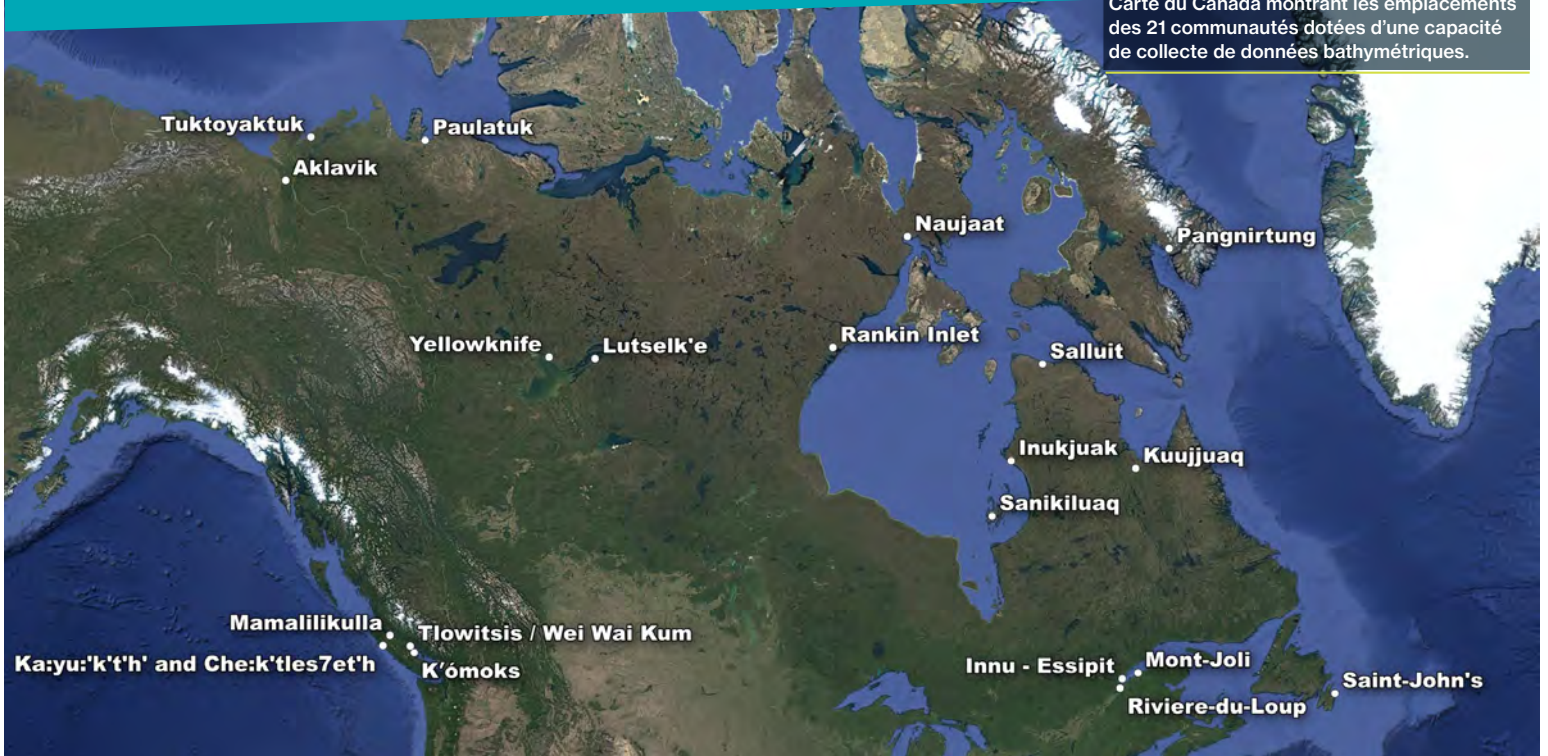 Carte du Canada montrant les emplacements
des 21 communautés dotées d’une capacité
de collecte de données bathymétriques.
Tuktoyaktuk
Paulatuk
Aklavik
Naujaat
Pangnirtung
Yellowknife
Lutselk'e
Rankin Inlet
Salluit
Inukjuak
Kuujjuaq
Sanikiluaq
Mamalilikulla
Tlowitsis / Wei Wai Kum
Ka:yu:'k't'h' and Che:k'tles7et'h
K’ómoks
Innu - Essipit
Mont-Joli
Saint-John's
Riviere-du-Loup